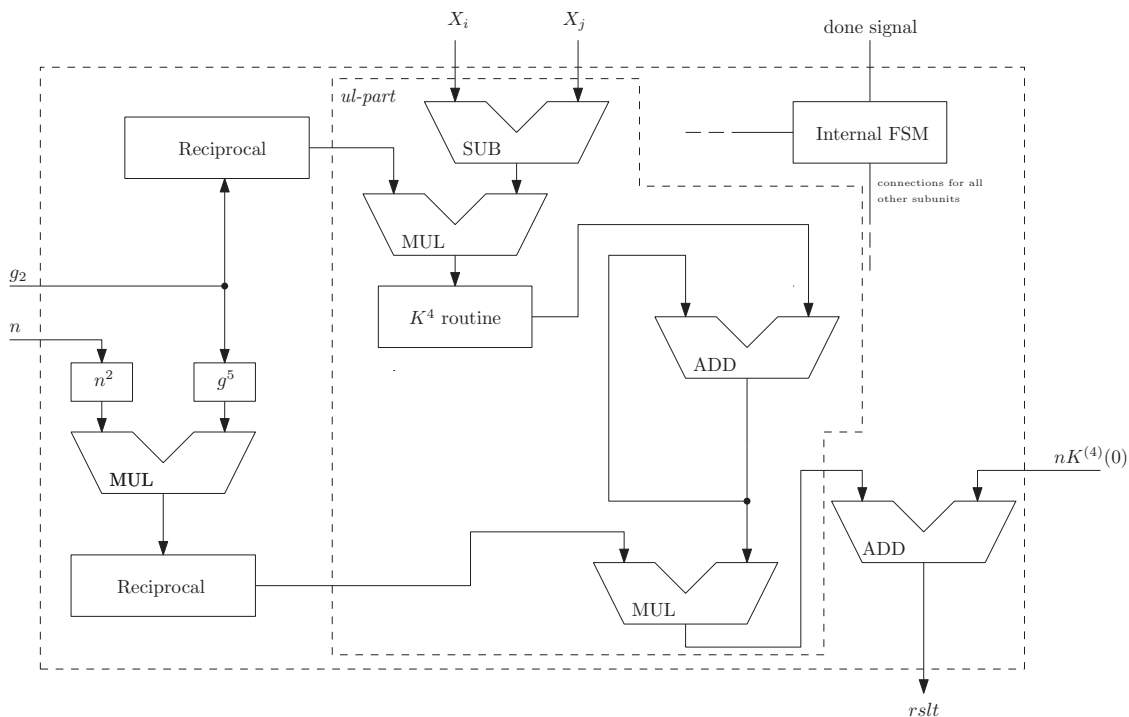 X_i
X_j
done signal
ul-part
Reciprocal
SUB
Internal FSM
connections for all
other subunits
MUL
g_2
K^4 routine
n
ADD
n^2
g^5
MUL
nK^{(4)}(0)
ADD
Reciprocal
MUL
rslt